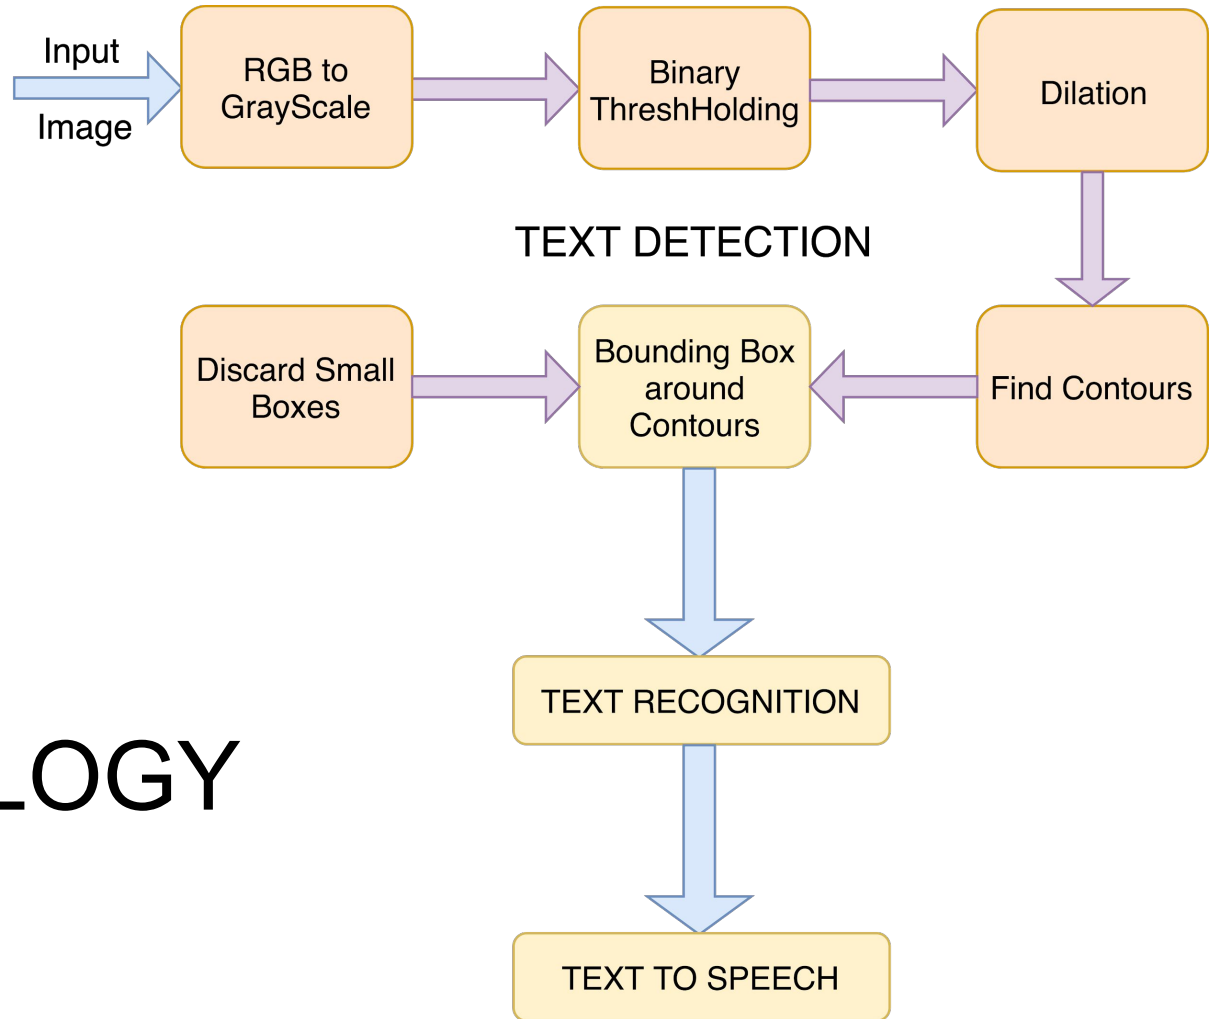 Input
Image
RGB to
GrayScale
Binary
ThreshHolding
Dilation
TEXT DETECTION
Discard Small
Boxes
Bounding Box
around
Contours
Find Contours
TEXT RECOGNITION
LOGY
TEXT TO SPEECH